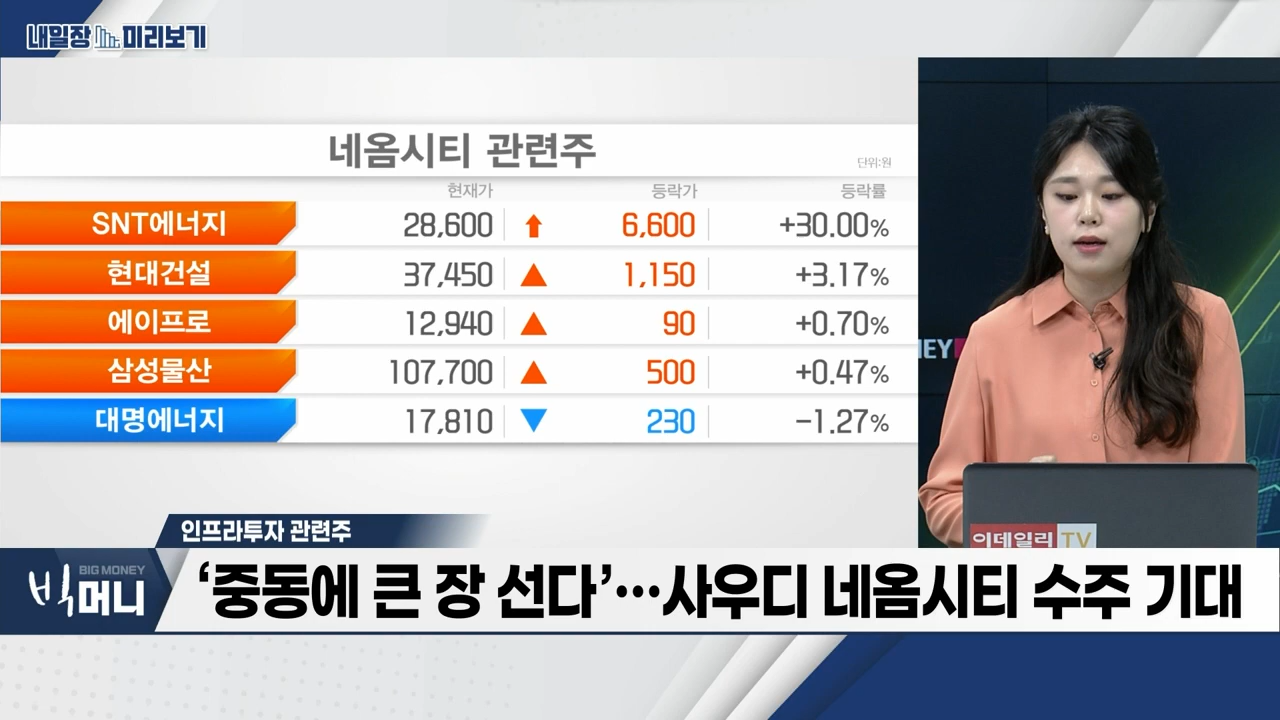 내일장 미리보기
네옴시티 관련주
단위:원
현재가 등락가 등락률
SNT에너지 28,600 6,600 +30.00%
현대건설 37,450 ▲ 1,150 +3.17%
에이프로 12,940 ▲ 90 +0.70%
삼성물산 107,700 ▲ 500 +0.47%
대명에너지 17,810 ▼ 230 -1.27%
NEY
이데일리 TV
인프라투자 관련주
BIG MONEY
빅머니
‘중동에 큰 장 선다’…사우디 네옴시티 수주 기대